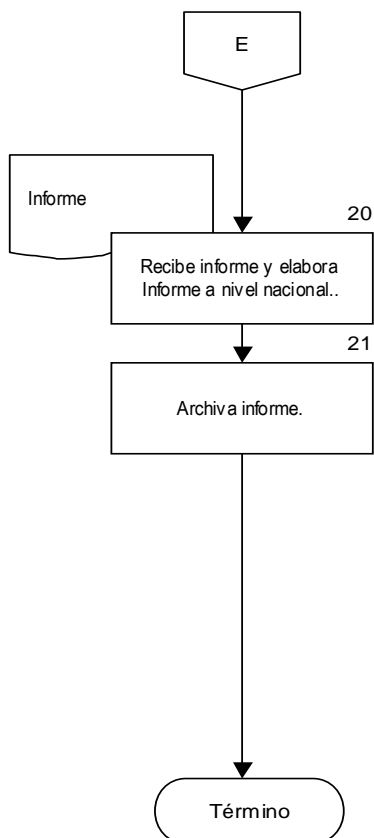 E
Informe
20
Recibe informe y elabora
Informe a nivel nacional..
21
Archiva informe.
Término